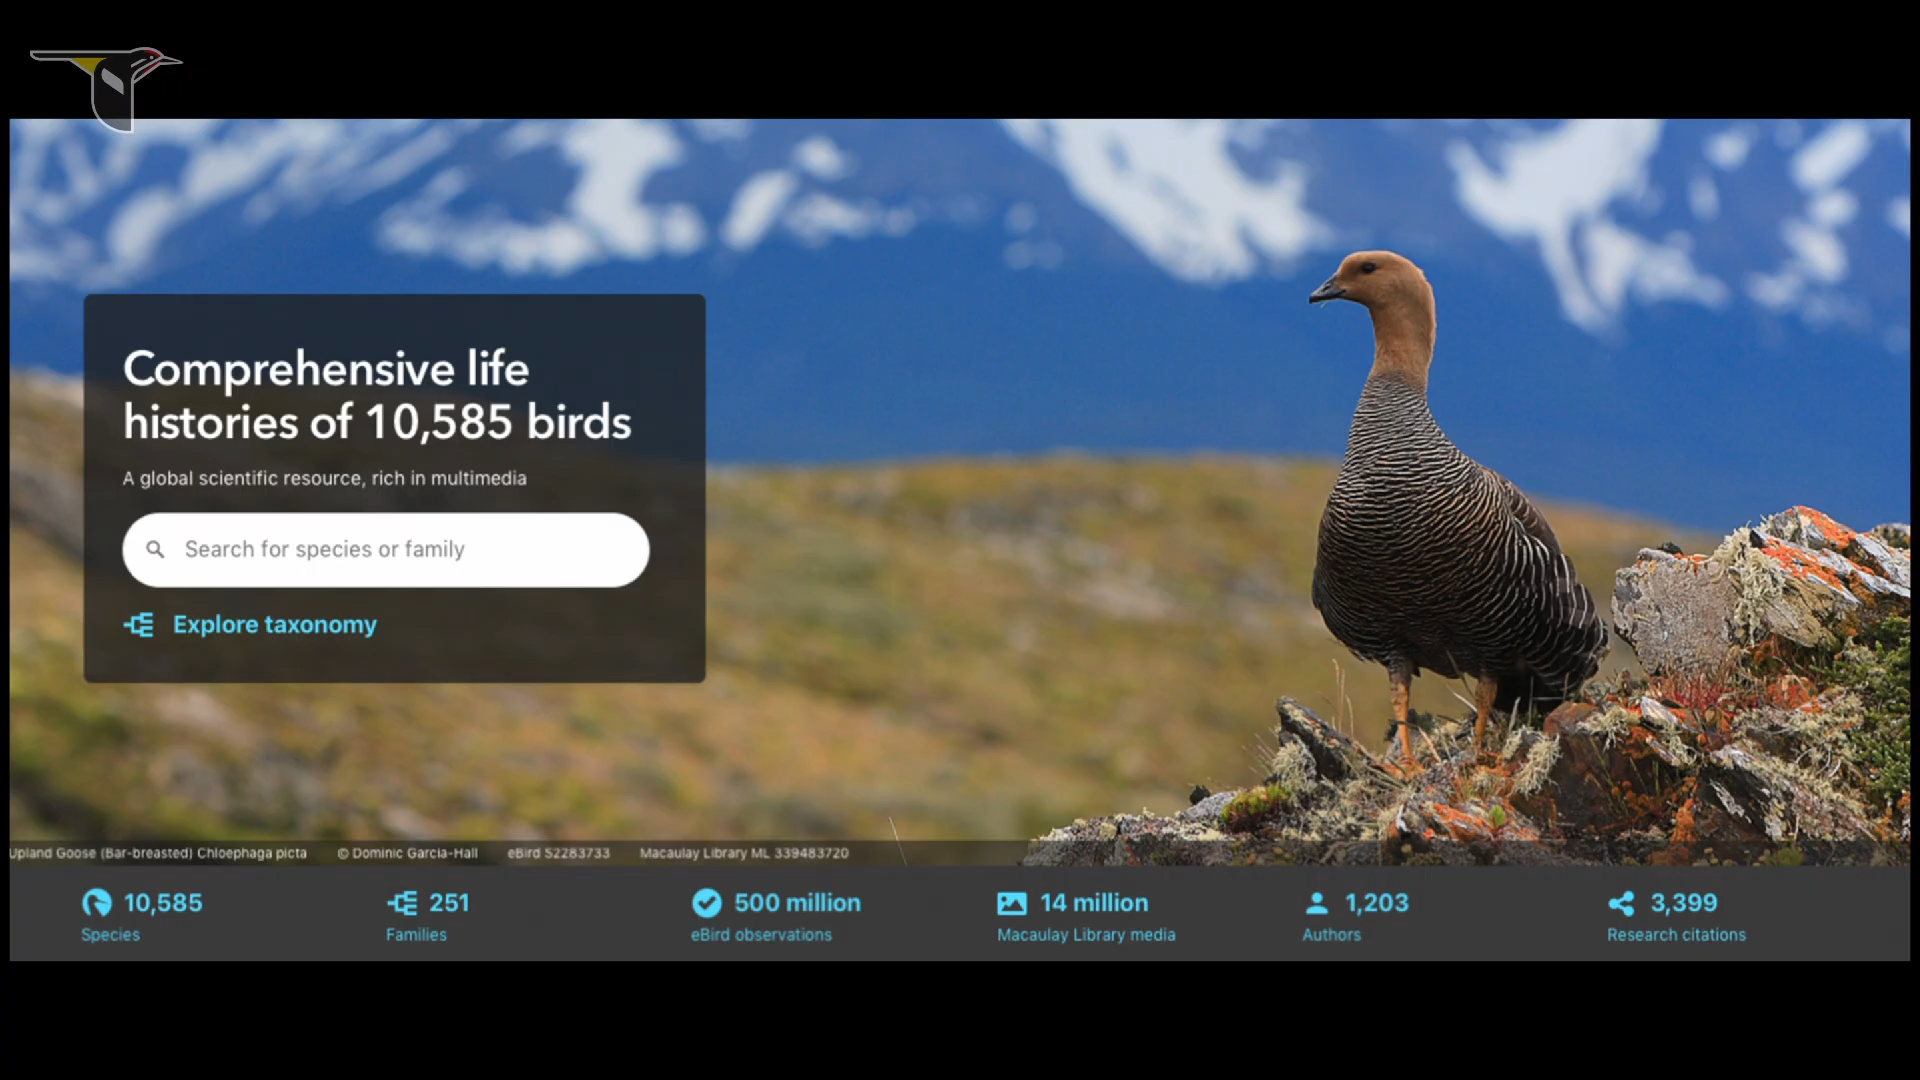 Comprehensive life
histories of 10,585 birds
A global scientific resource, rich in multimedia
Search for species or family
Explore taxonomy
Upland Goose (Bar-breasted) Chloephaga picta © Dominic Garcia-Hall eBird S2283733 Macaulay Library ML 339483720
10,585 251 500 million 14 million 1,203 3,399
Species Families eBird observations Macaulay Library media Authors Research citations